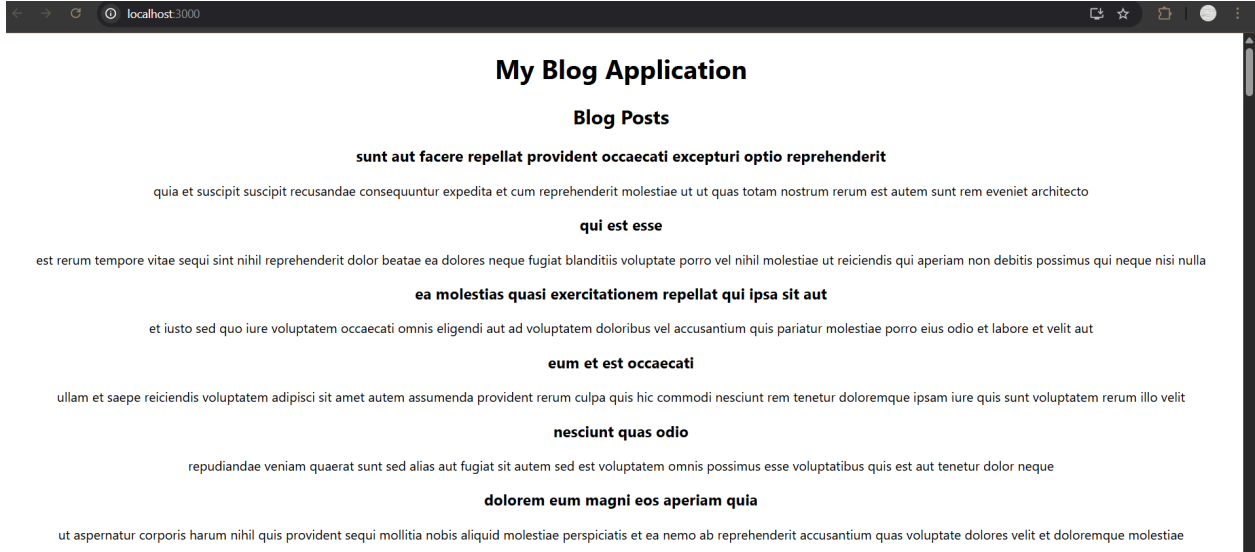 localhost:3000
My Blog Application
Blog Posts
sunt aut facere repellat provident occaecati excepturi optio reprehenderit
quia et suscipit suscipit recusandae consequuntur expedita et cum reprehenderit molestiae ut ut quas totam nostrum rerum est autem sunt rem eveniet architecto
qui est esse
est rerum tempore vitae sequi sint nihil reprehenderit dolor beatae ea dolores neque fugiat blanditiis voluptate porro vel nihil molestiae ut reiciendis qui aperiam non debitis possimus qui neque nisi nulla
ea molestias quasi exercitationem repellat qui ipsa sit aut
et iusto sed quo iure voluptatem occaecati omnis eligendi aut ad voluptatem doloribus vel accusantium quis pariatur molestiae porro eius odio et labore et velit aut
eum et est occaecati
ullam et saepe reiciendis voluptatem adipisci sit amet autem assumenda provident rerum culpa quis hic commodi nesciunt rem tenetur doloremque ipsam iure quis sunt voluptatem rerum illo velit
nesciunt quas odio
repudiandae veniam quaerat sunt sed alias aut fugiat sit autem sed est voluptatem omnis possimus esse voluptatibus quis est aut tenetur dolor neque
dolorem eum magni eos aperiam quia
ut aspernatur corporis harum nihil quis provident sequi mollitia nobis aliquid molestiae perspiciatis et ea nemo ab reprehenderit accusantium quas voluptate dolores velit et doloremque molestiae